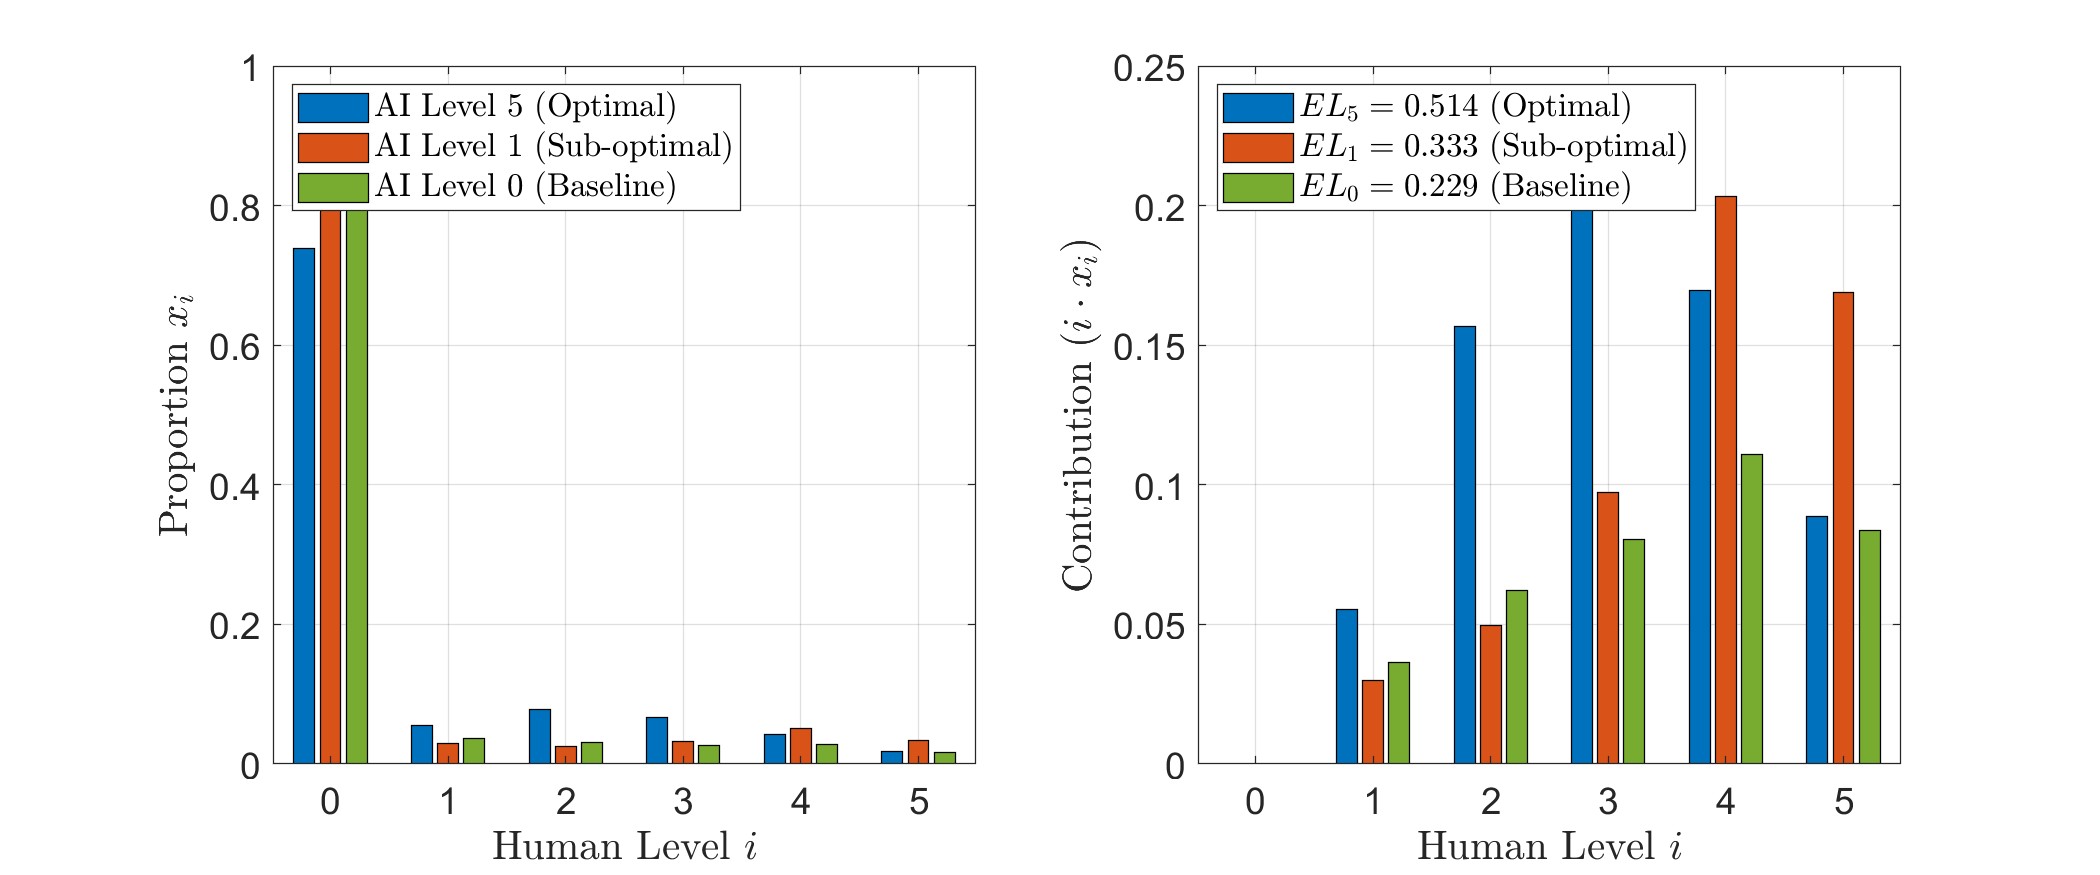 1
0.8
0.6
0.4
0.2
0
Proportion $x_i$
AI Level 5 (Optimal)
AI Level 1 (Sub-optimal)
AI Level 0 (Baseline)
0 1 2 3 4 5
Human Level $i$
0.25
0.2
0.15
0.1
0.05
0
Contribution ($i \cdot x_i$)
$EL_5 = 0.514$ (Optimal)
$EL_1 = 0.333$ (Sub-optimal)
$EL_0 = 0.229$ (Baseline)
0 1 2 3 4 5
Human Level $i$